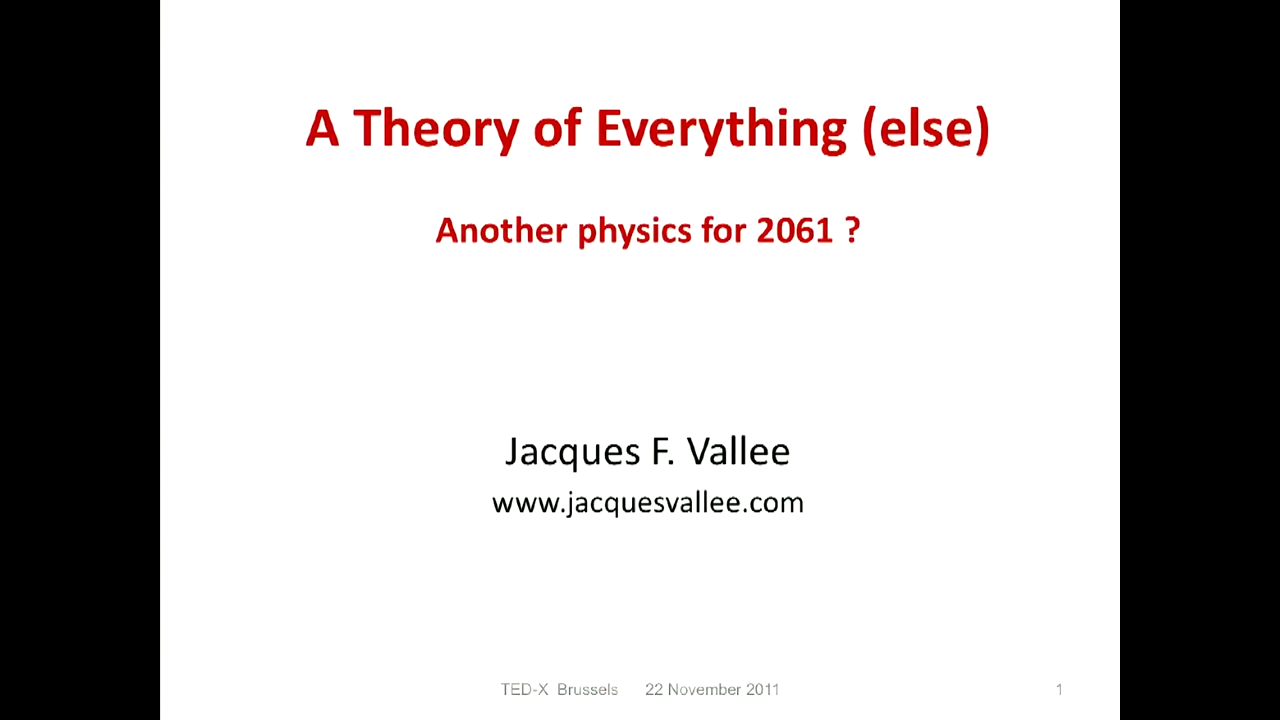 A Theory of Everything (else)
Another physics for 2061 ?
Jacques F. Vallee
www.jacquesvallee.com
TED-X Brussels 22 November 2011 1